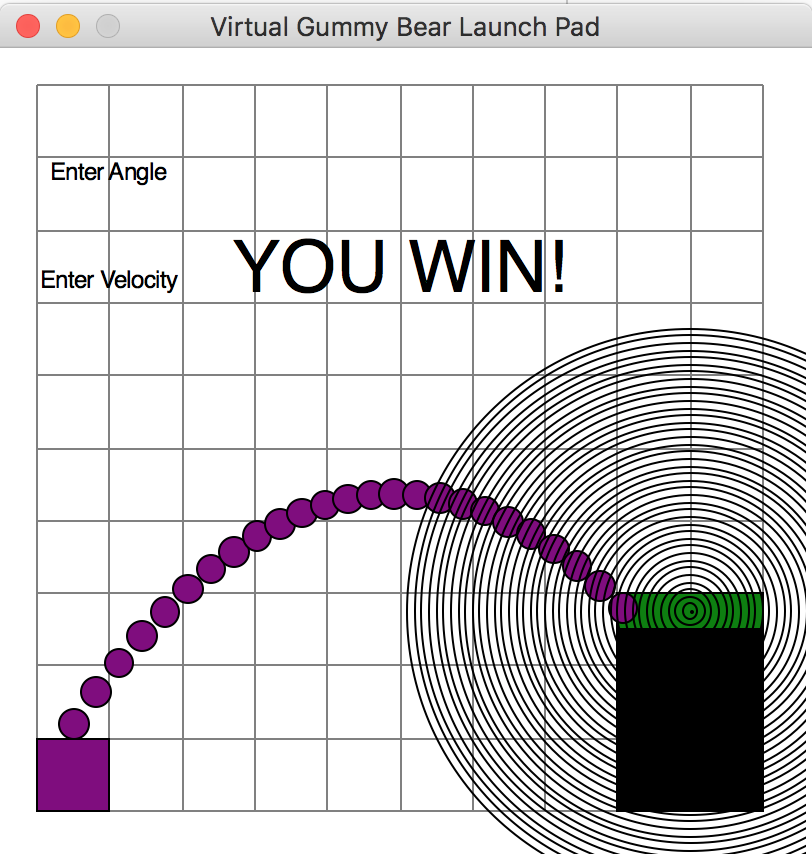 Virtual Gummy Bear Launch Pad
Enter Angle
YOU WIN!
Enter Velocity